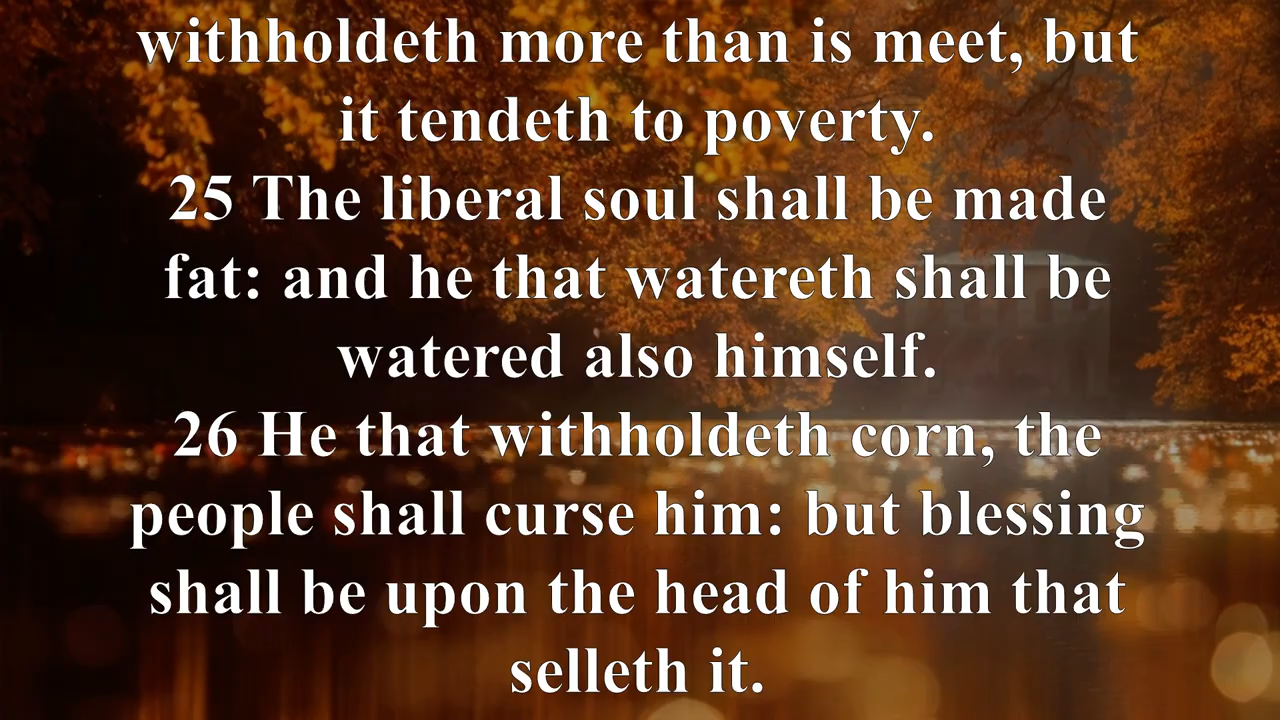 withholdeth more than is meet, but
it tendeth to poverty.
25 The liberal soul shall be made
fat: and he that watereth shall be
watered also himself.
26 He that withholdeth corn, the
people shall curse him: but blessing
shall be upon the head of him that
selleth it.